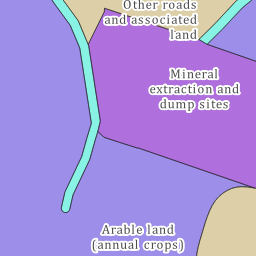 Other roads
and associated
land
Mineral
extraction and
dump sites
Arable land
(annual crops)